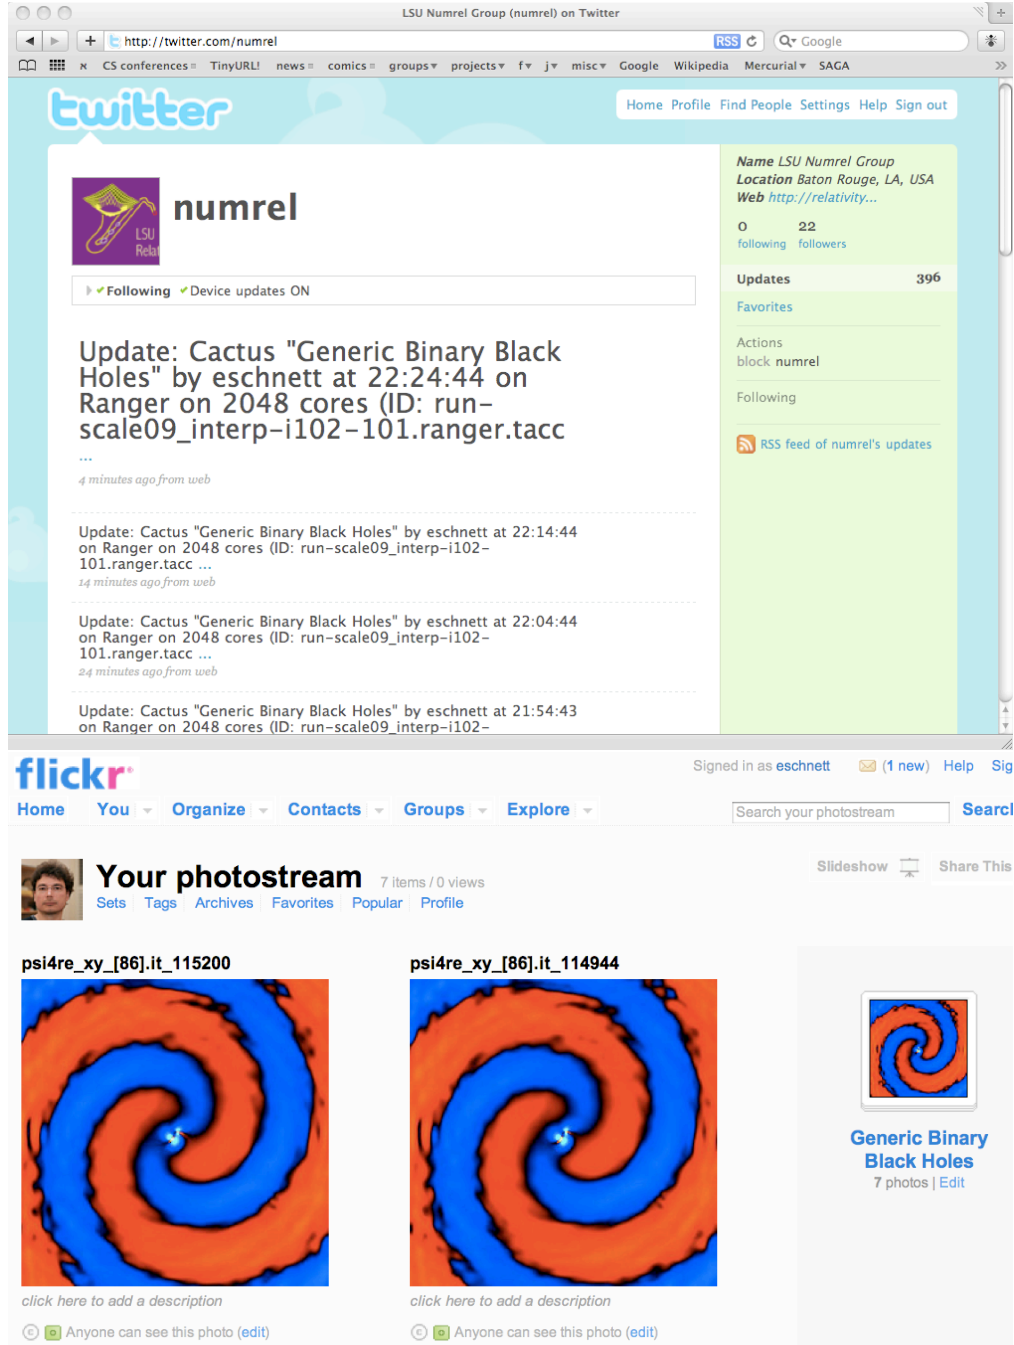 LSU Numrel Group (numrel) on Twitter
http://twitter.com/numrel RSS Google
CS conferences TinyURL! news comics groups projects f j misc Google Wikipedia Mercurial SAGA
twitter
Home Profile Find People Settings Help Sign out
LSU
Relat
numrel
Following Device updates ON
Update: Cactus "Generic Binary Black
Holes" by eschnett at 22:24:44 on
Ranger on 2048 cores (ID: run-
scale09_interp-i102-101.ranger.tacc
...
4 minutes ago from web
Update: Cactus "Generic Binary Black Holes" by eschnett at 22:14:44
on Ranger on 2048 cores (ID: run-scale09_interp-i102-
101.ranger.tacc ...
14 minutes ago from web
Update: Cactus "Generic Binary Black Holes" by eschnett at 22:04:44
on Ranger on 2048 cores (ID: run-scale09_interp-i102-
101.ranger.tacc ...
24 minutes ago from web
Update: Cactus "Generic Binary Black Holes" by eschnett at 21:54:43
on Ranger on 2048 cores (ID: run-scale09_interp-i102-
Name LSU Numrel Group
Location Baton Rouge, LA, USA
Web http://relativity...
0 22
following followers
Updates 396
Favorites
Actions
block numrel
Following
RSS feed of numrel's updates
flickr
Signed in as eschnett (1 new) Help Sig
Home You Organize Contacts Groups Explore Search your photostream Search
Your photostream 7 items / 0 views
Sets Tags Archives Favorites Popular Profile
Slideshow Share This
psi4re_xy_[86].it_115200
click here to add a description
© Anyone can see this photo (edit)
psi4re_xy_[86].it_114944
click here to add a description
© Anyone can see this photo (edit)
Generic Binary
Black Holes
7 photos | Edit